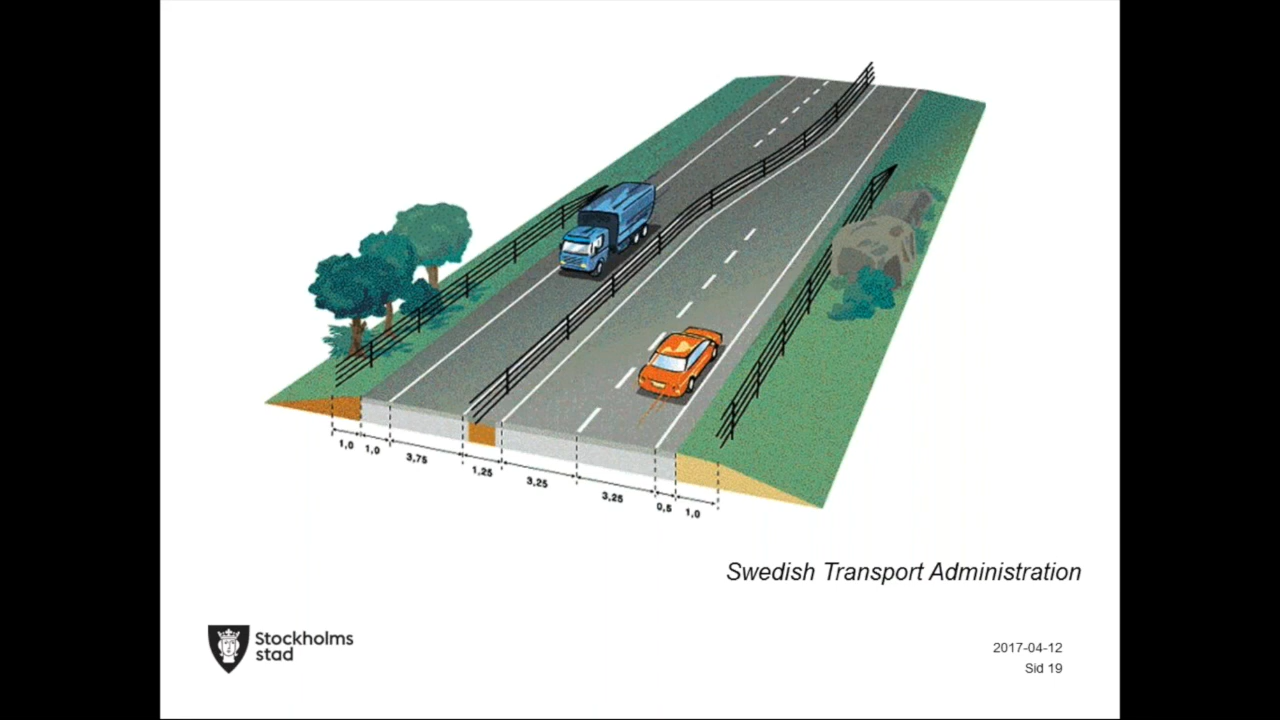 1,0
1,0
3,75
1,25
3,25
3,25
0,5
1,0
Swedish Transport Administration
Stockholms
stad
2017-04-12
Sid 19